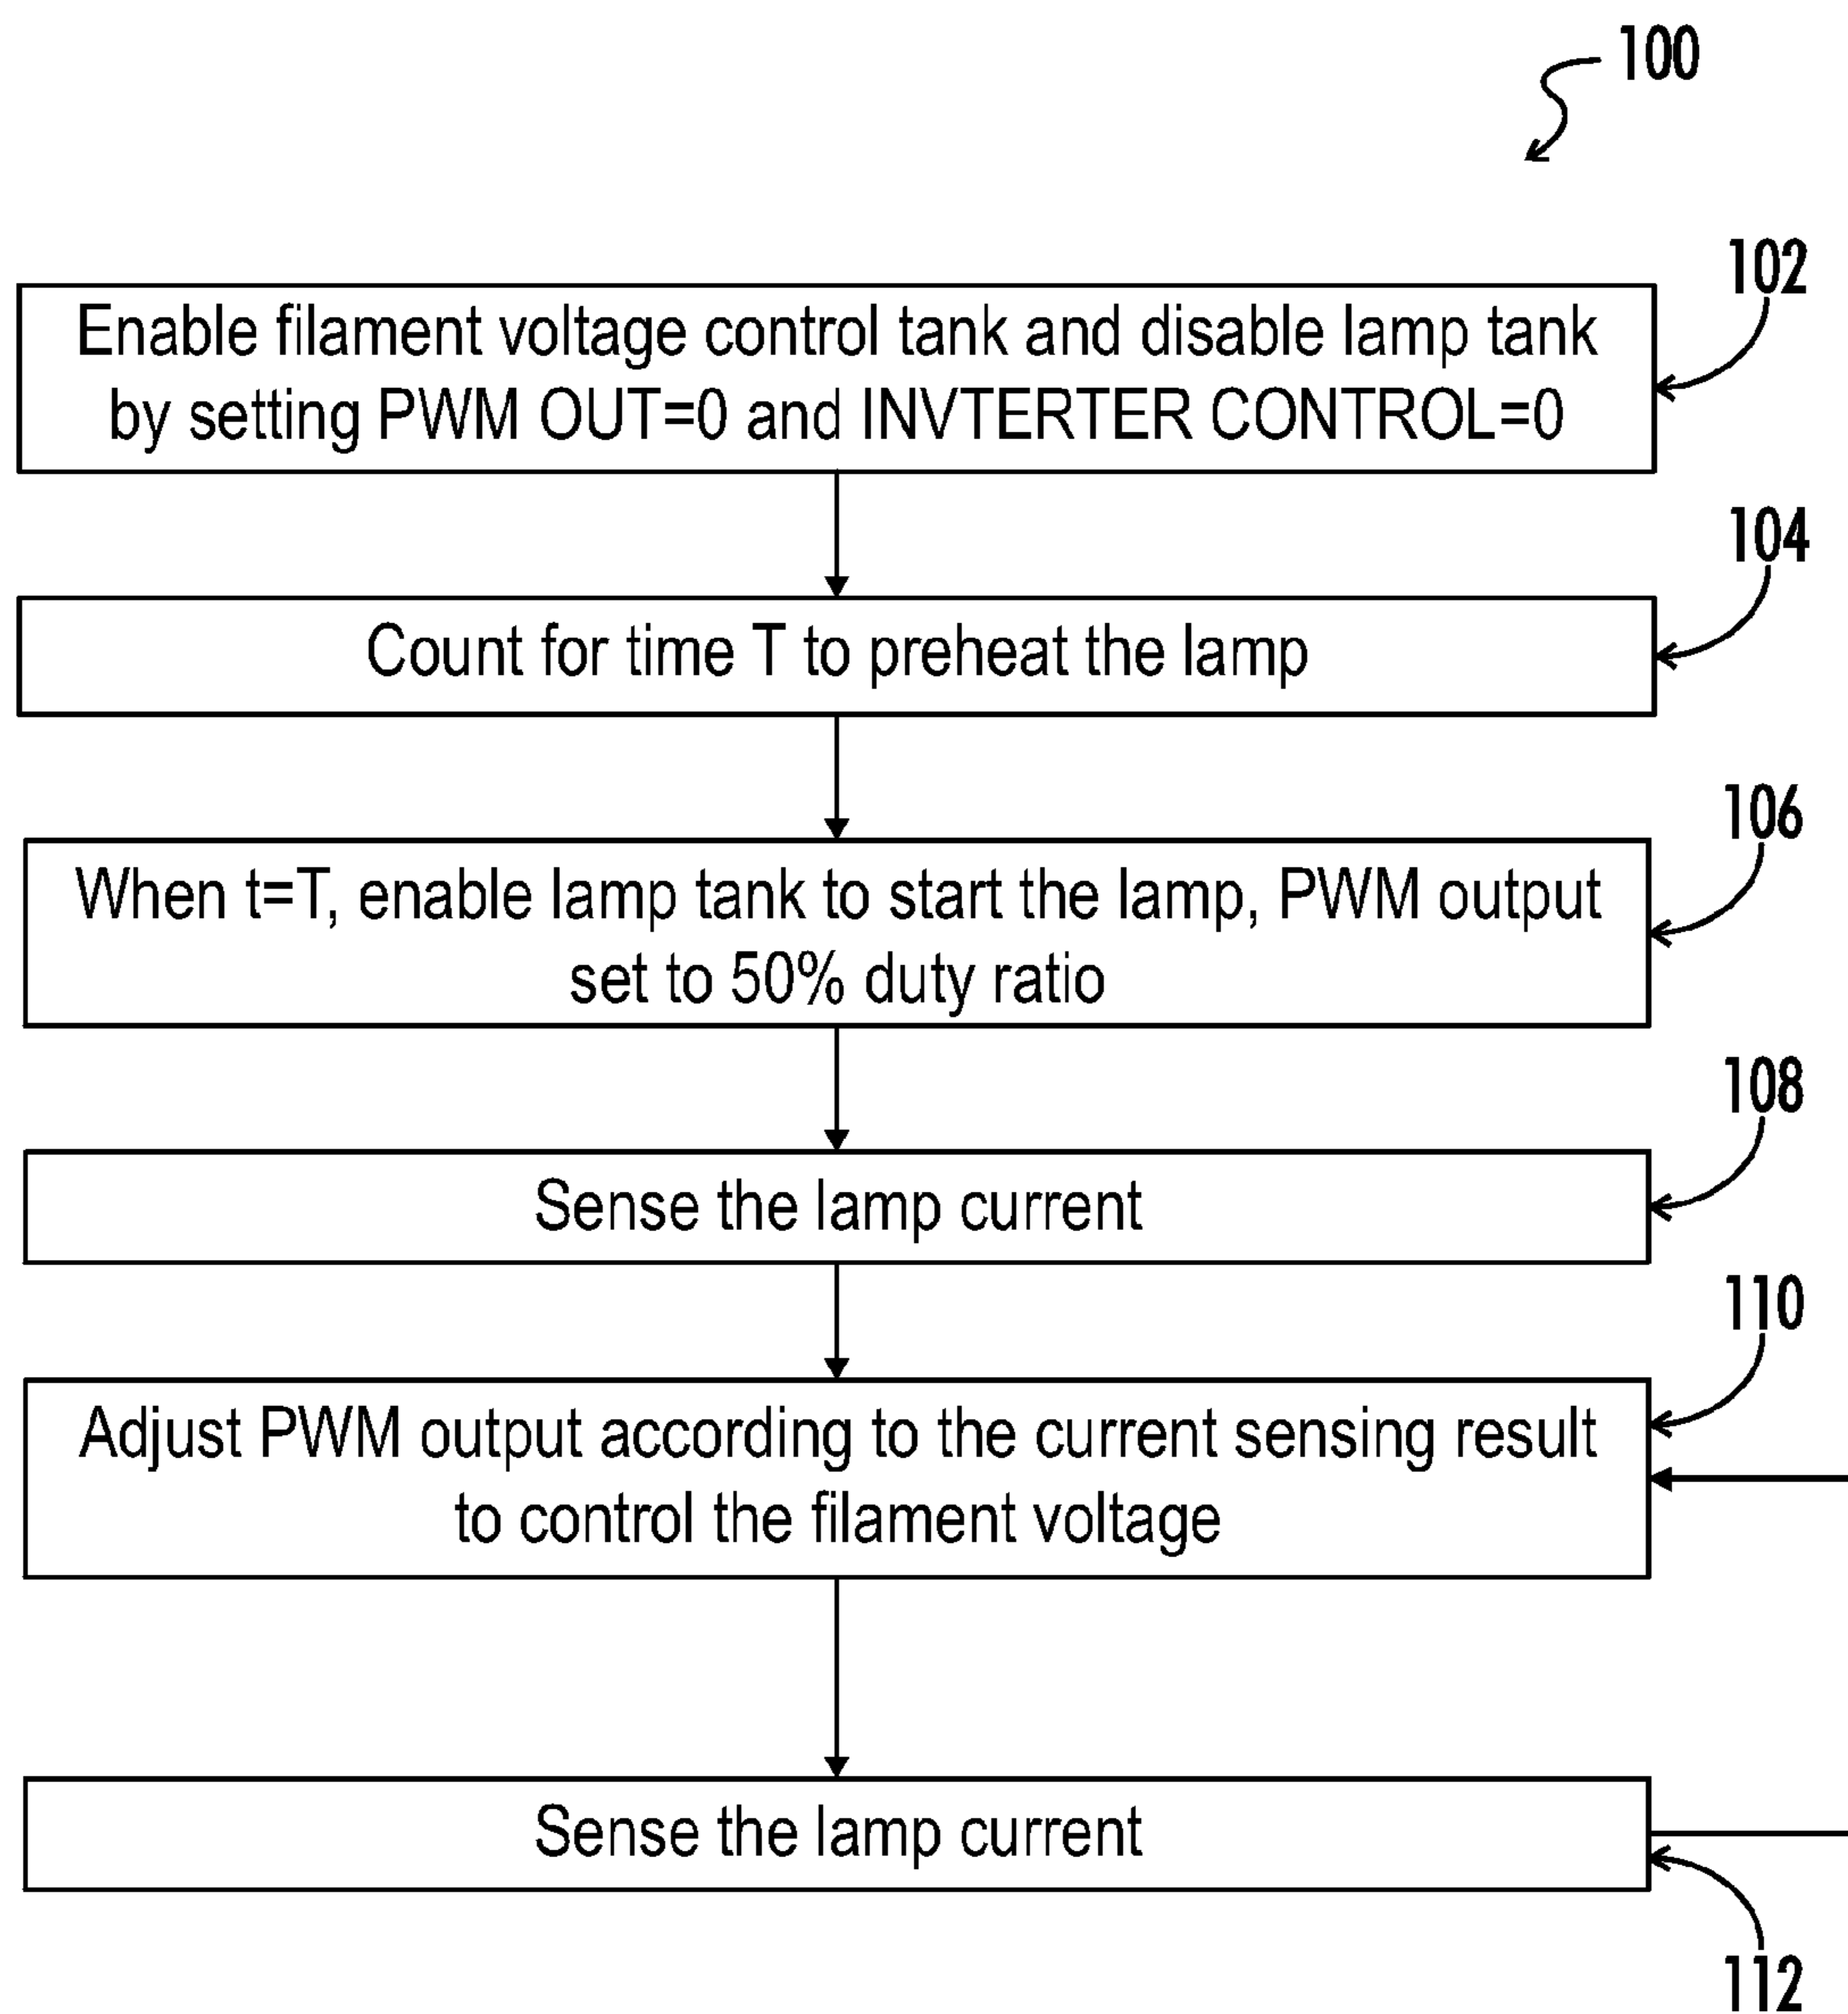 100
102
Enable filament voltage control tank and disable lamp tank
by setting PWM OUT=0 and INVTERTER CONTROL=0
104
Count for time T to preheat the lamp
106
When t=T, enable lamp tank to start the lamp, PWM output
set to 50% duty ratio
108
Sense the lamp current
110
Adjust PWM output according to the current sensing result
to control the filament voltage
Sense the lamp current
112